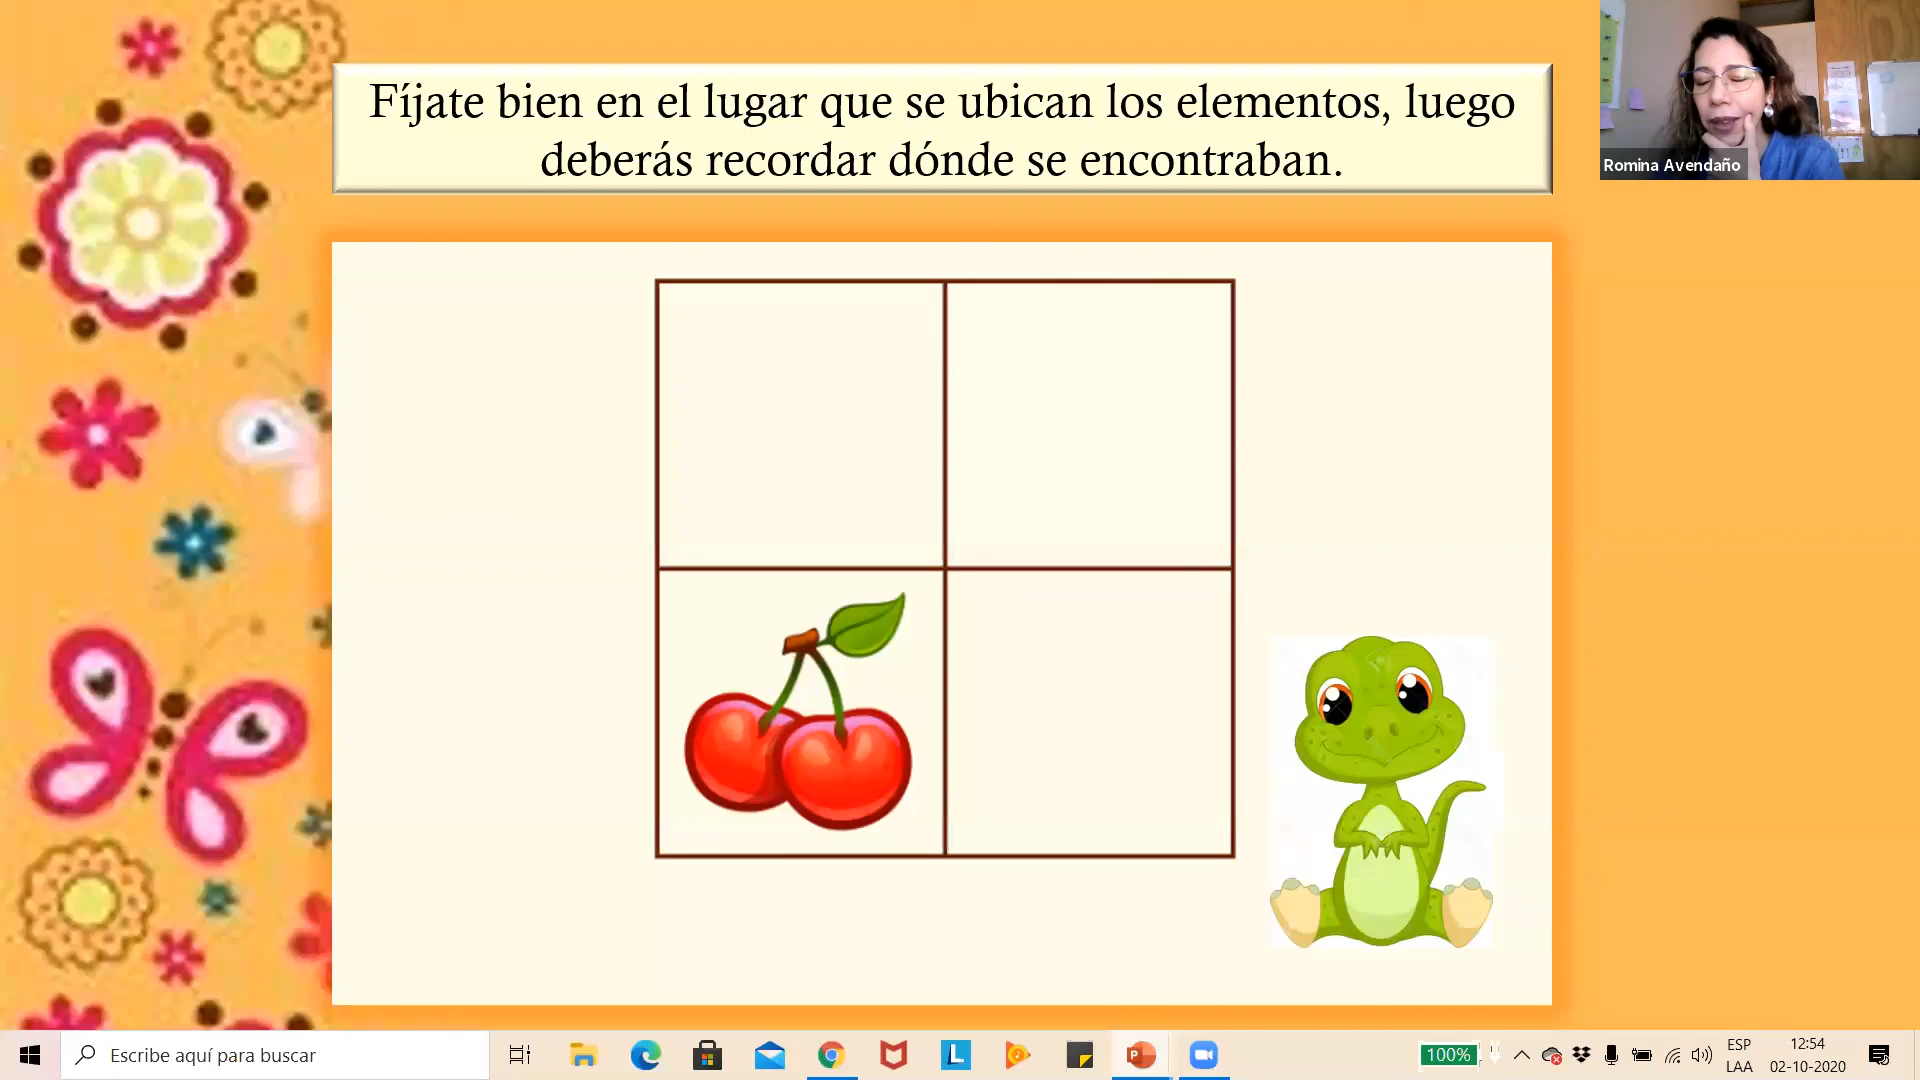 Fíjate bien en el lugar que se ubican los elementos, luego
deberás recordar dónde se encontraban.
Romina Avendaño
Escribe aquí para buscar
100%
ESP
LAA
12:54
02-10-2020